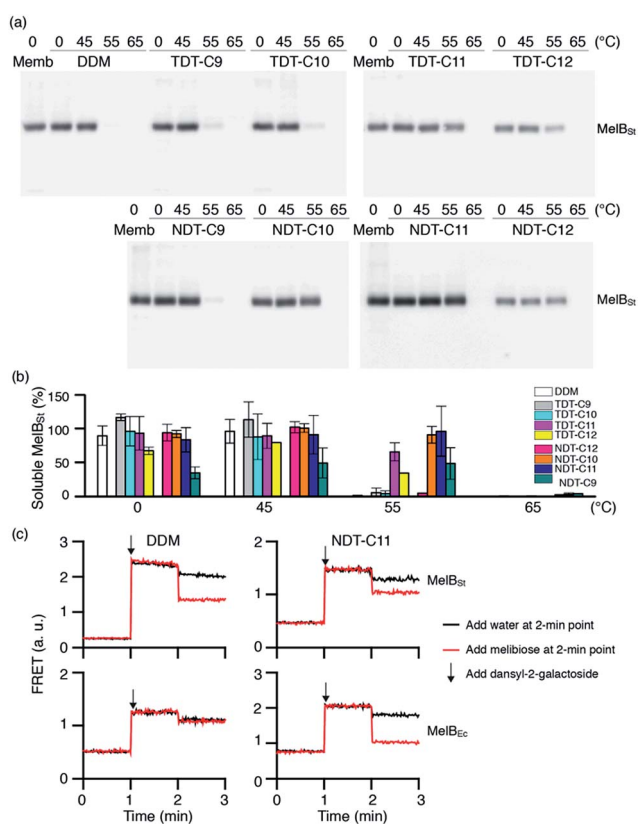 (a)
0 0 45 55 65 0 45 55 65 0 45 55 65 0 0 45 55 65 0 45 55 65 (°C)
Memb DDM TDT-C9 TDT-C10 Memb TDT-C11 TDT-C12
MelBSt
0 0 45 55 65 0 45 55 65 0 0 45 55 65 0 45 55 65 (°C)
Memb NDT-C9 NDT-C10 Memb NDT-C11 NDT-C12
MelBSt
(b)
Soluble MelBSt (%)
150
100
50
0
0 45 55 65 (°C)
DDM
TDT-C9
TDT-C10
TDT-C11
TDT-C12
NDT-C12
NDT-C10
NDT-C11
NDT-C9
(c)
DDM NDT-C11
FRET (a. u.)
3
2
1
0
2
1
0
MelBSt
2
1
0
3
2
1
0
MelBEc
0 1 2 3 0 1 2 3
Time (min) Time (min)
Add water at 2-min point
Add melibiose at 2-min point
Add dansyl-2-galactoside